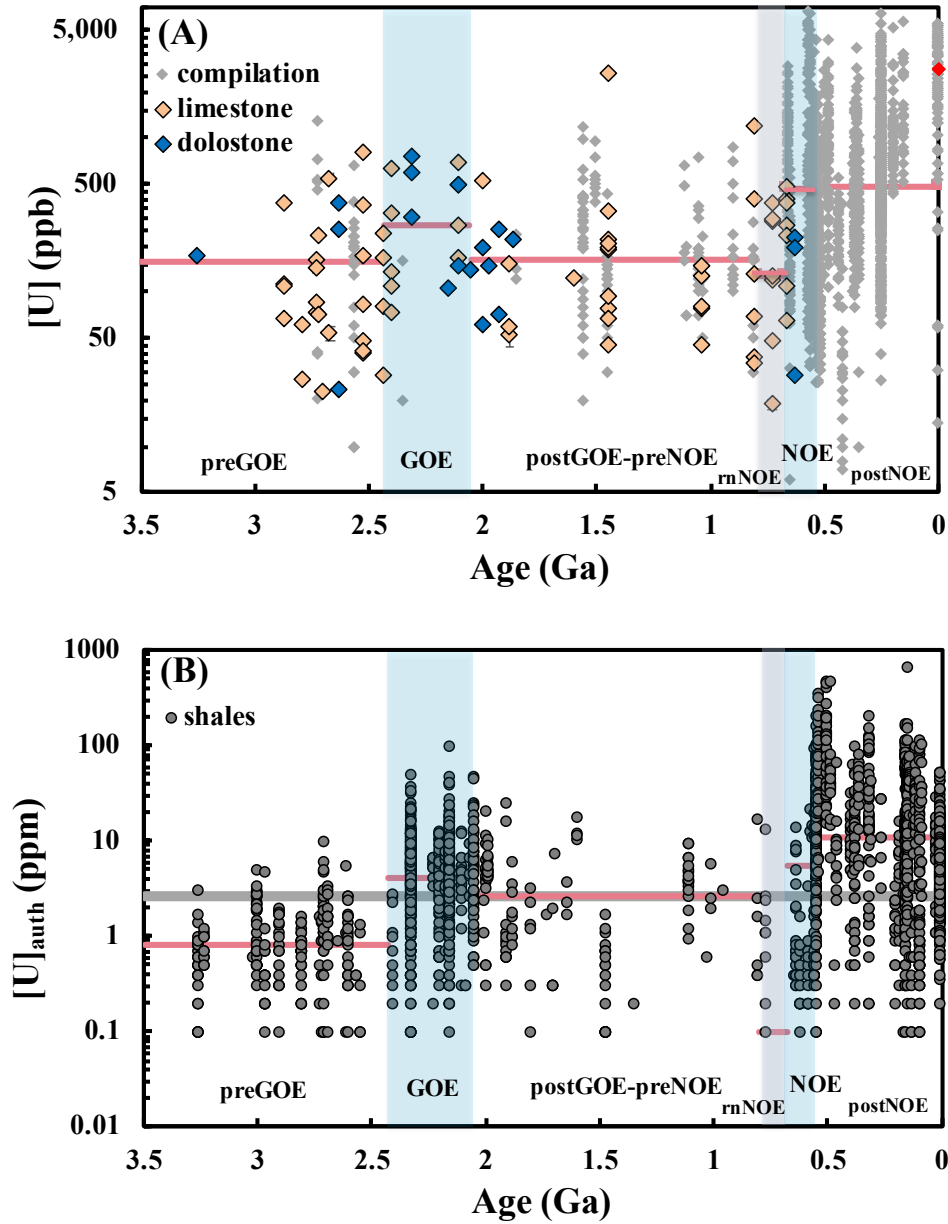 (A)
compilation
limestone
dolostone
[U] (ppb)
5,000
500
50
5
preGOE
GOE
postGOE-preNOE
rnNOE
NOE
postNOE
3.5 3 2.5 2 1.5 1 0.5 0
Age (Ga)
(B)
shales
[U]auth (ppm)
1000
100
10
1
0.1
0.01
preGOE
GOE
postGOE-preNOE
rnNOE
NOE
postNOE
3.5 3 2.5 2 1.5 1 0.5 0
Age (Ga)